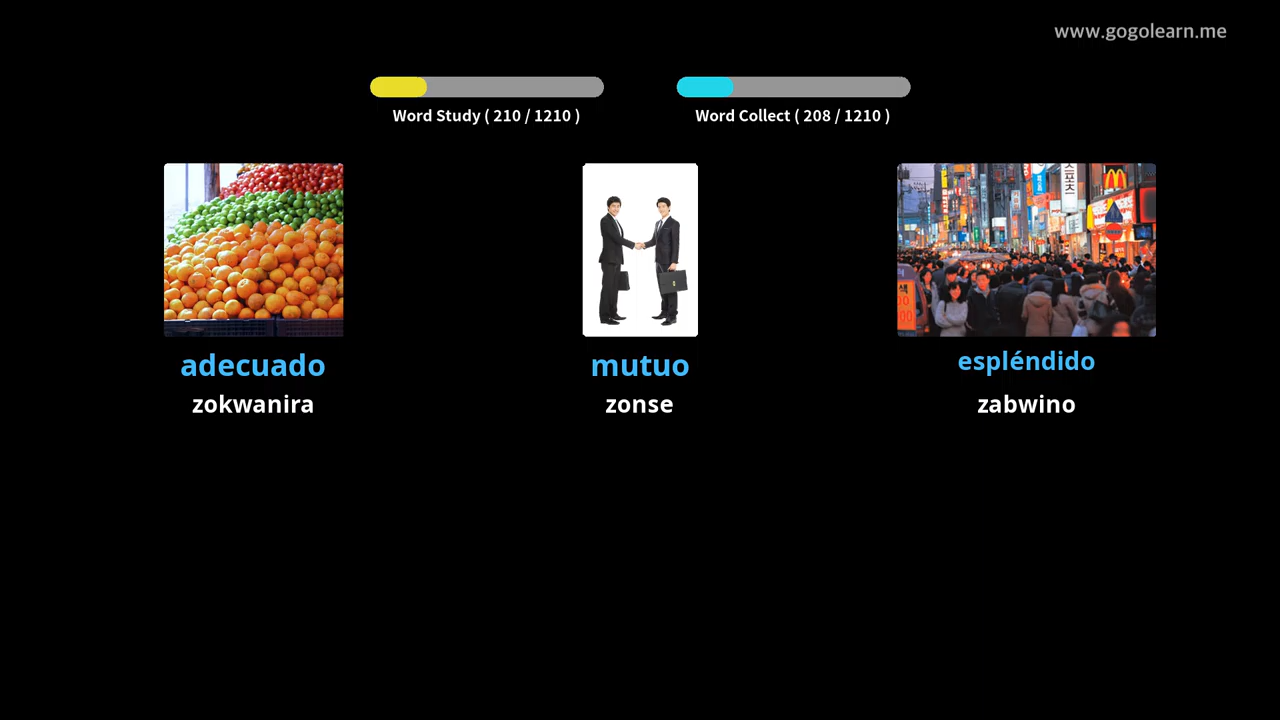 www.gogolearn.me
Word Study ( 210 / 1210 )
Word Collect ( 208 / 1210 )
adecuado
zokwanira
mutuo
zonse
espléndido
zabwino